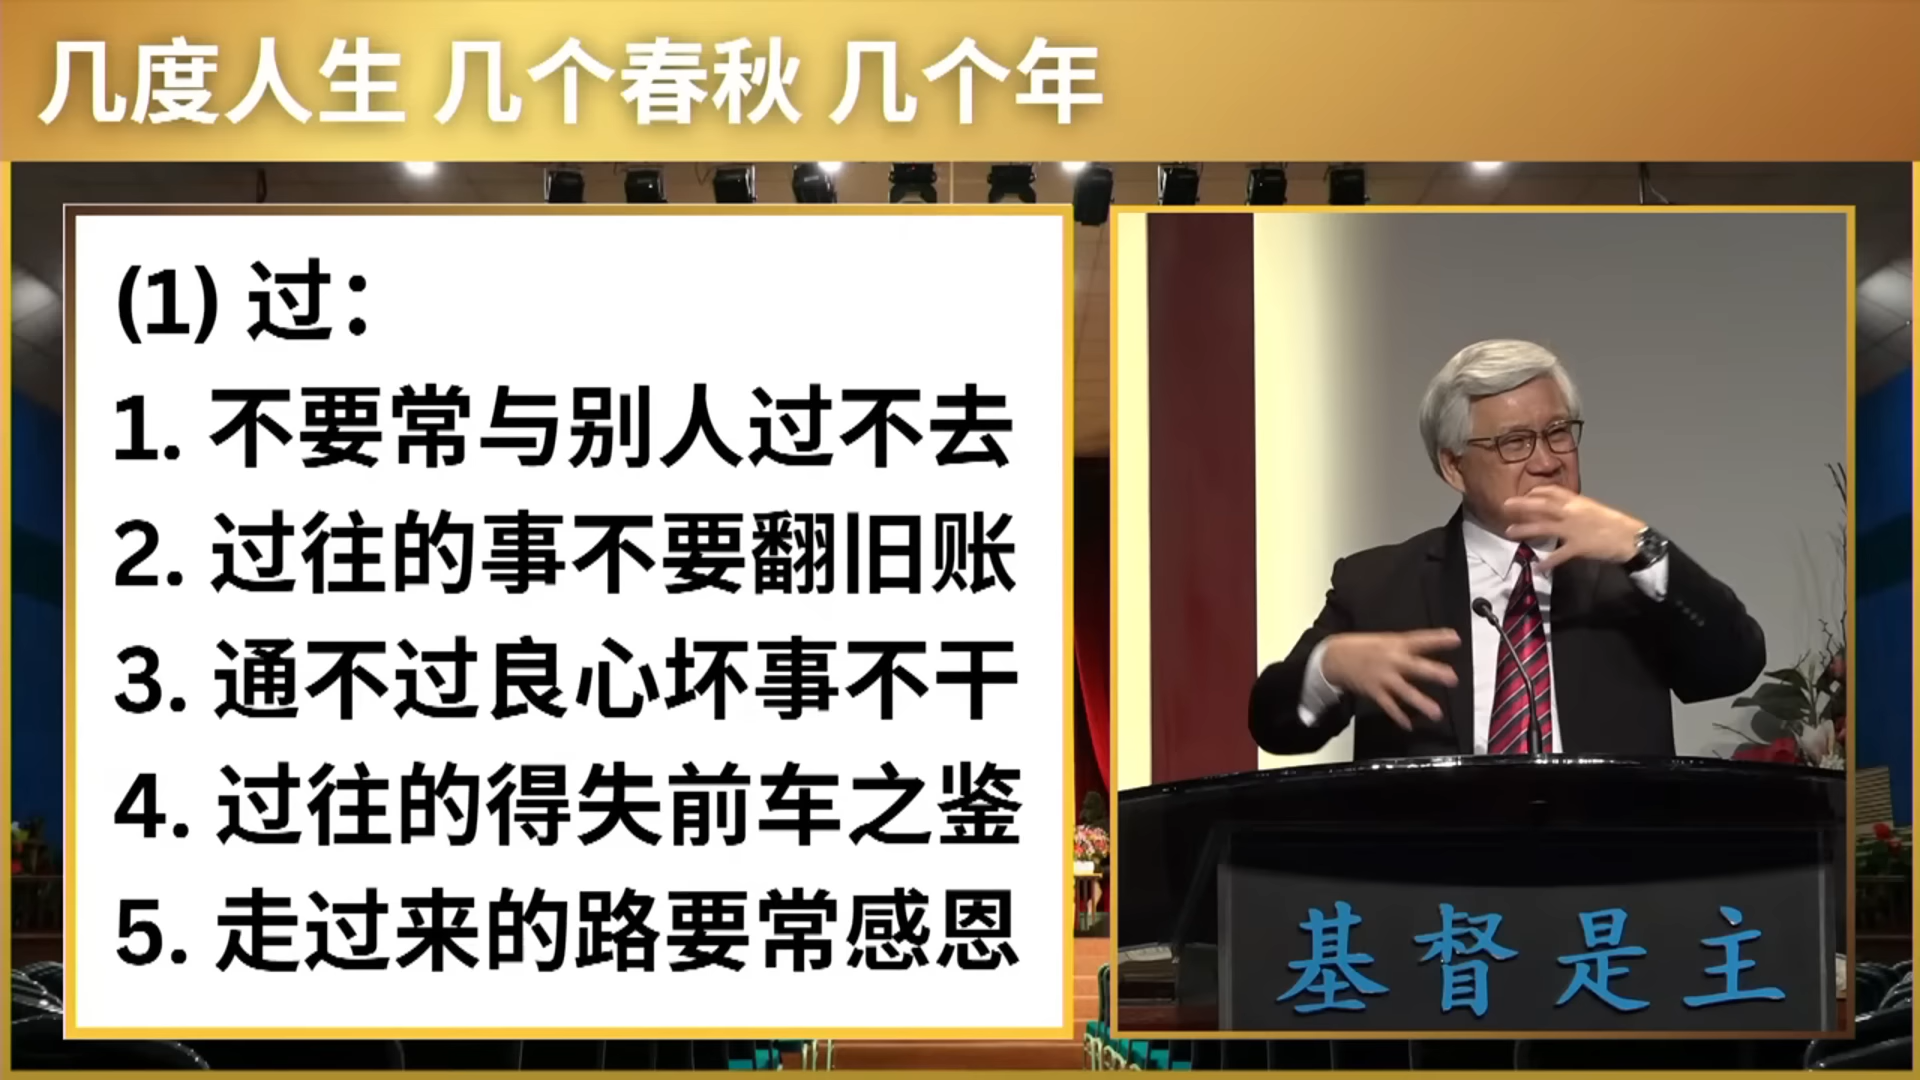 几度人生 几个春秋 几个年
(1) 过：
1. 不要常与别人过不去
2. 过往的事不要翻旧账
3. 通不过良心坏事不干
4. 过往的得失前车之鉴
5. 走过来的路要常感恩
基督是主